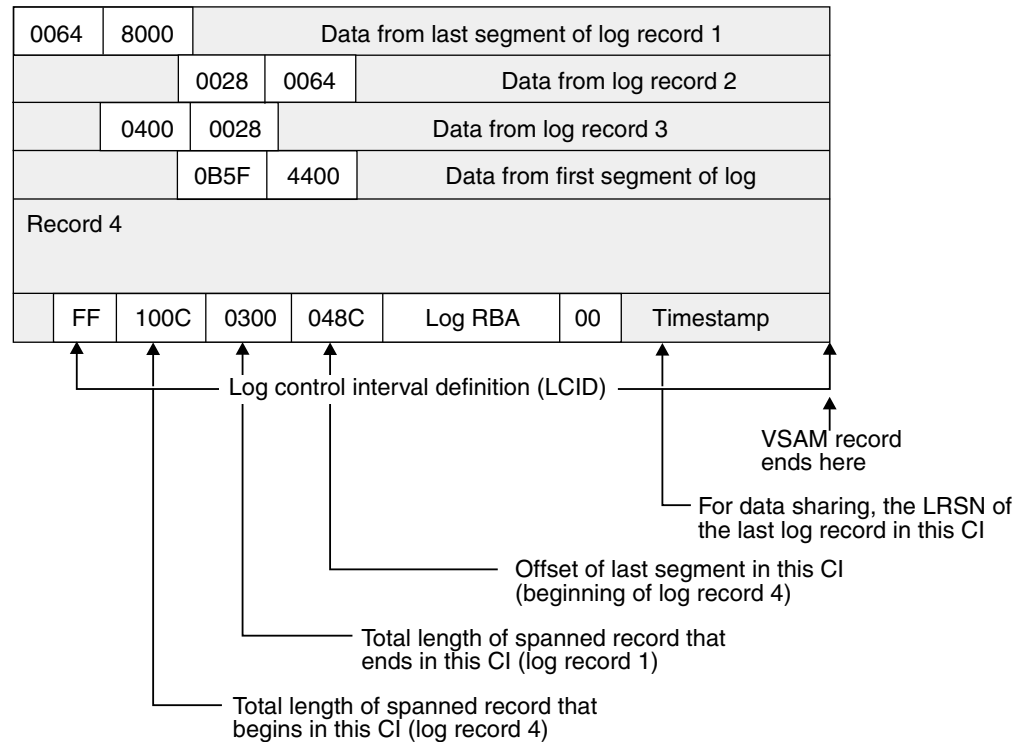 0064 8000 Data from last segment of log record 1
0028 0064 Data from log record 2
0400 0028 Data from log record 3
0B5F 4400 Data from first segment of log
Record 4
FF 100C 0300 048C Log RBA 00 Timestamp
Log control interval definition (LCID)
VSAM record
ends here
For data sharing, the LRSN of
the last log record in this CI
Offset of last segment in this CI
(beginning of log record 4)
Total length of spanned record that
ends in this CI (log record 1)
Total length of spanned record that
begins in this CI (log record 4)